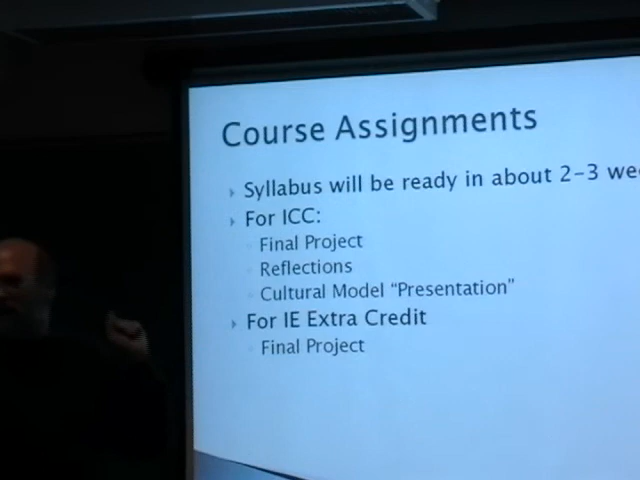 Course Assignments
Syllabus will be ready in about 2-3
For ICC:
Final Project
Reflections
Cultural Model “Presentation”
For IE Extra Credit
Final Project